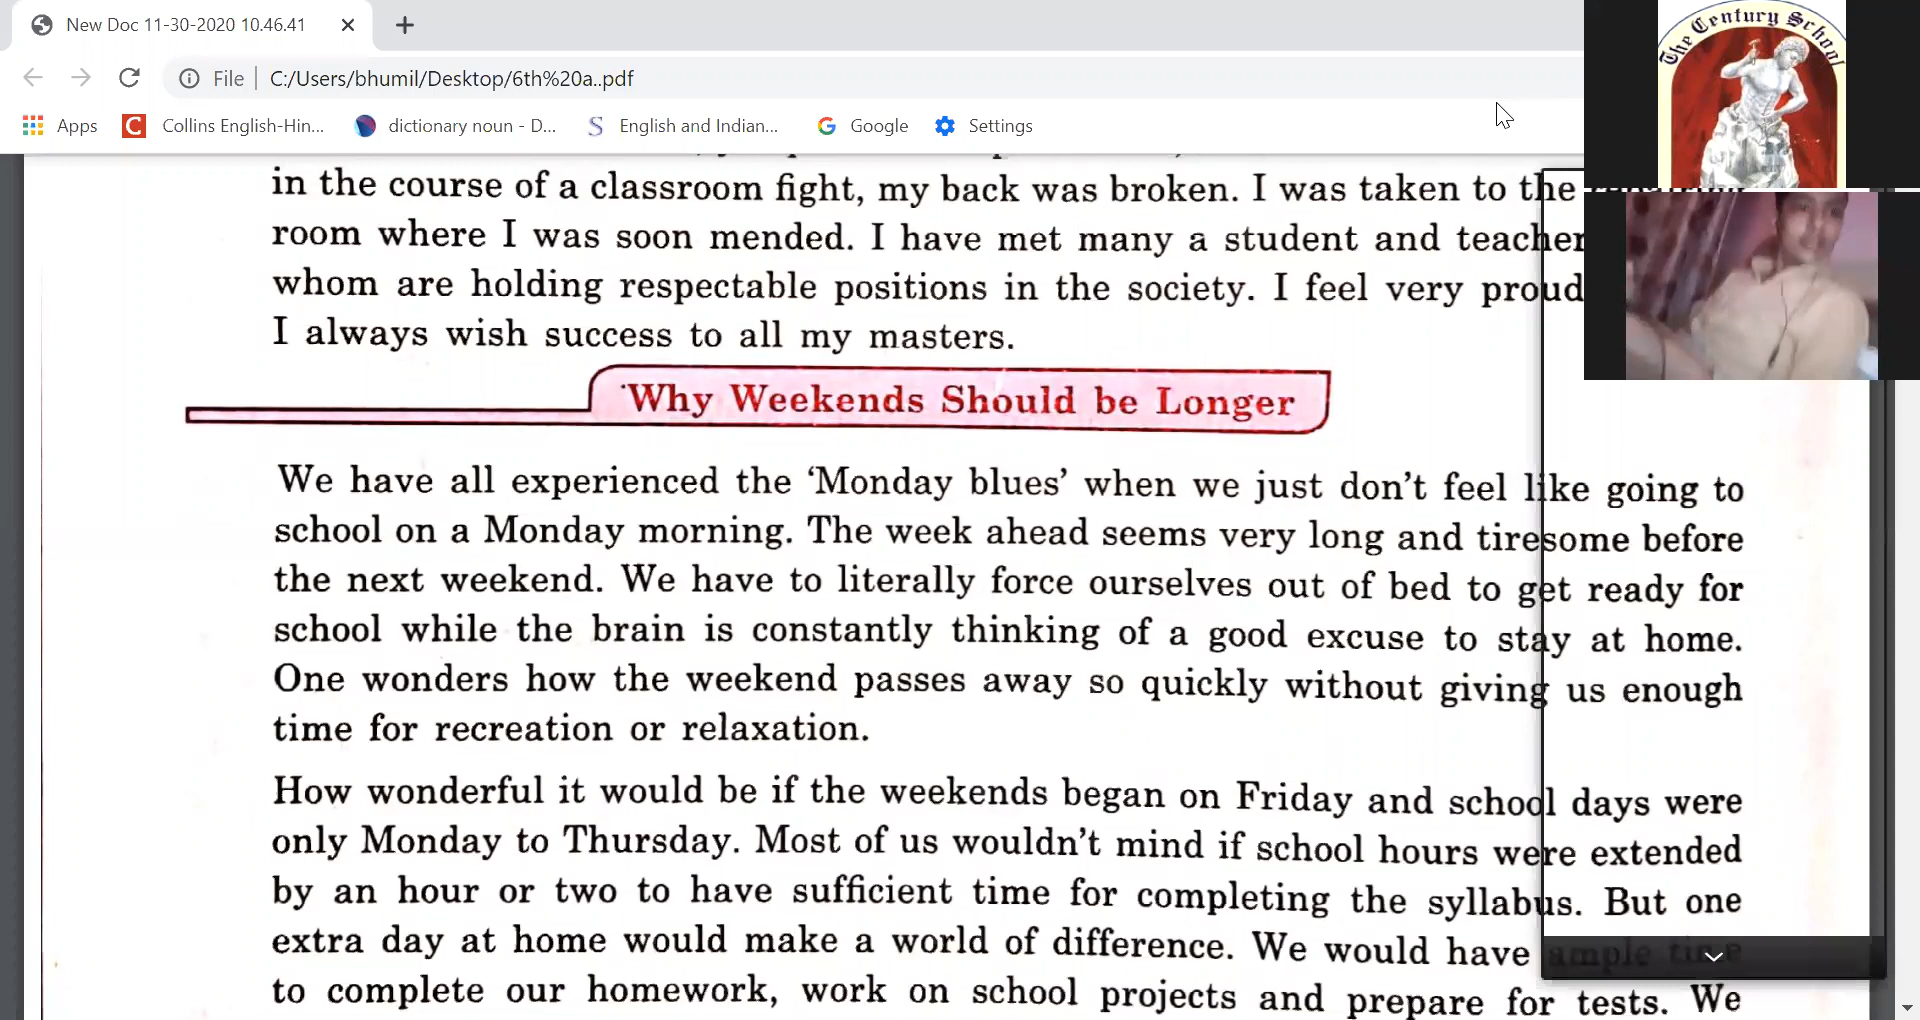 New Doc 11-30-2020 10.46.41
File
C:/Users/bhumil/Desktop/6th%20a..pdf
Apps
Collins English-Hin...
dictionary noun - D...
English and Indian...
Google
Settings
The Century School
in the course of a classroom fight, my back was broken. I was taken to the
room where I was soon mended. I have met many a student and teacher
whom are holding respectable positions in the society. I feel very proud
I always wish success to all my masters.
Why Weekends Should be Longer
We have all experienced the ‘Monday blues’ when we just don’t feel like going to
school on a Monday morning. The week ahead seems very long and tiresome before
the next weekend. We have to literally force ourselves out of bed to get ready for
school while the brain is constantly thinking of a good excuse to stay at home.
One wonders how the weekend passes away so quickly without giving us enough
time for recreation or relaxation.
How wonderful it would be if the weekends began on Friday and school days were
only Monday to Thursday. Most of us wouldn’t mind if school hours were extended
by an hour or two to have sufficient time for completing the syllabus. But one
extra day at home would make a world of difference. We would have ample time
to complete our homework, work on school projects and prepare for tests. We